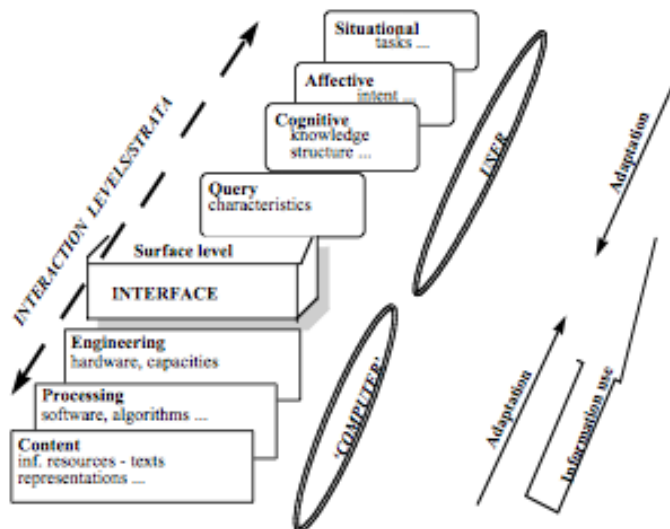 Situational
tasks ...
Affective
intent ...
Cognitive
knowledge
structure ...
Query
characteristics
Surface level
INTERFACE
Engineering
hardware, capacities
Processing
software, algorithms ...
Content
inf. resources - texts
representations ...
INTERACTION LEVELS/STRATA
USER
'COMPUTER'
Adaptation
Adaptation
Information use